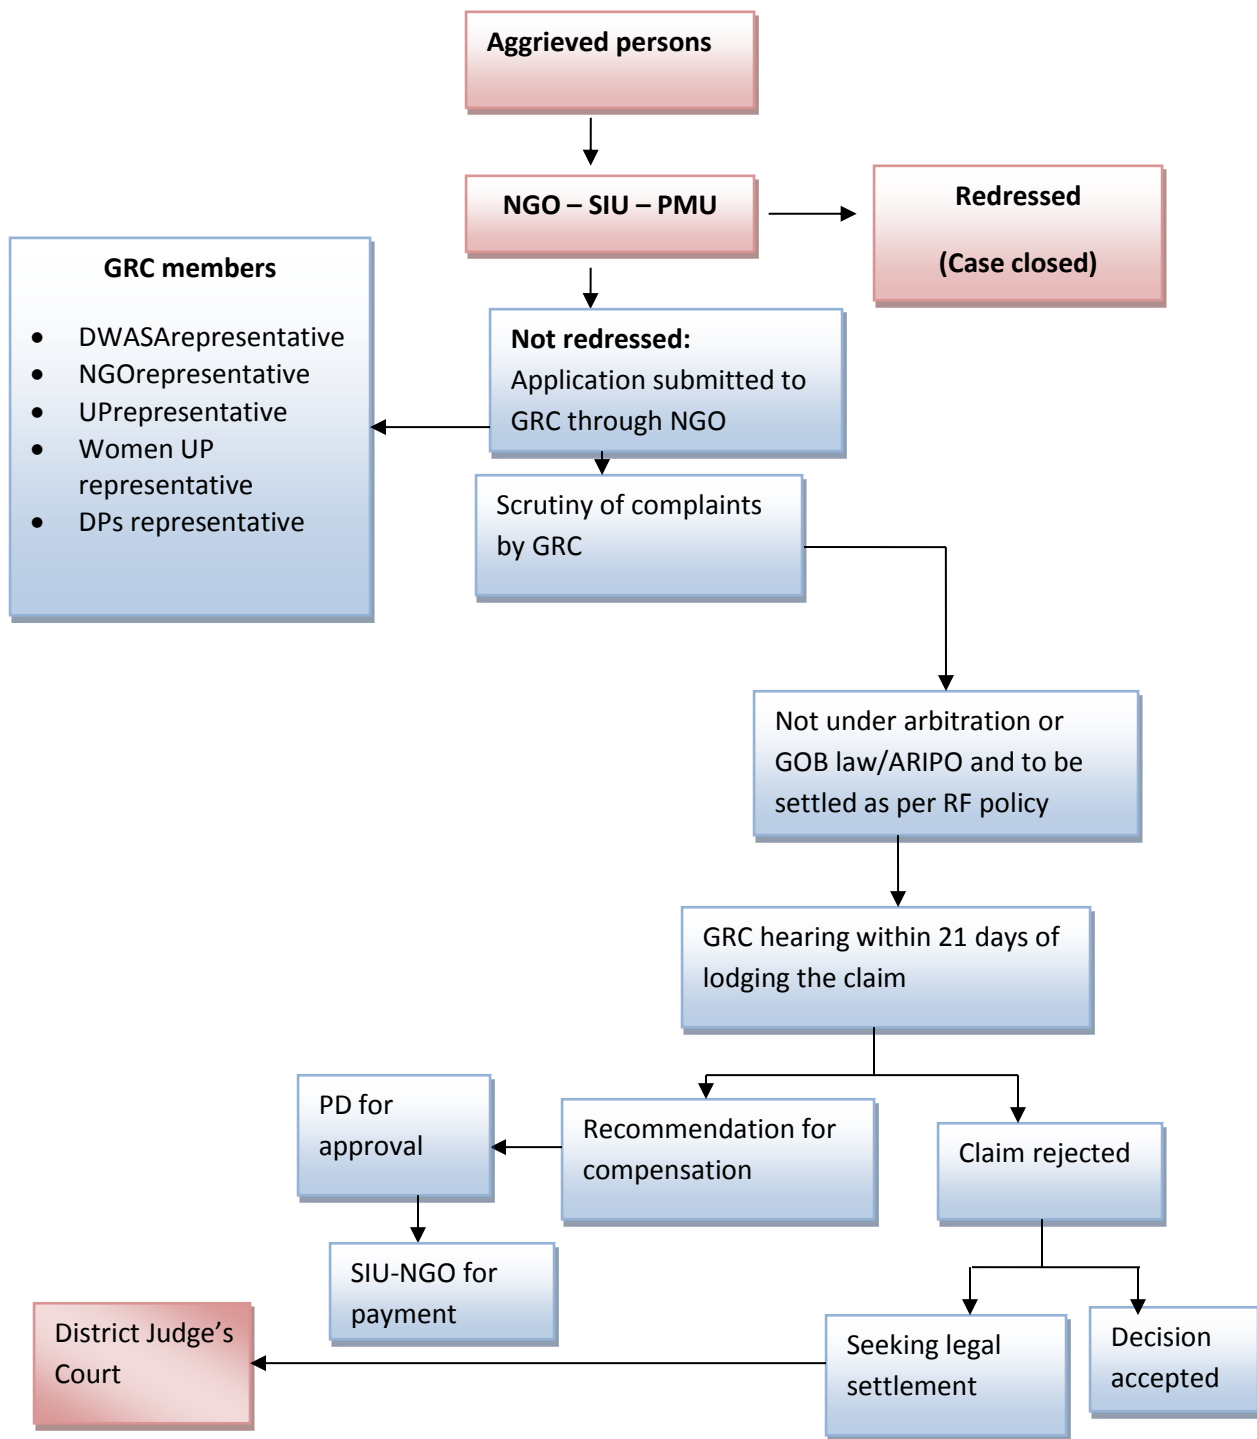 Aggrieved persons
NGO – SIU – PMU
Redressed
(Case closed)
GRC members
• DWASArepresentative
• NGOrepresentative
• UPrepresentative
• Women UP
representative
• DPs representative
Not redressed:
Application submitted to
GRC through NGO
Scrutiny of complaints
by GRC
Not under arbitration or
GOB law/ARIPO and to be
settled as per RF policy
GRC hearing within 21 days of
lodging the claim
PD for
approval
Recommendation for
compensation
Claim rejected
SIU-NGO for
payment
District Judge’s
Court
Seeking legal
settlement
Decision
accepted